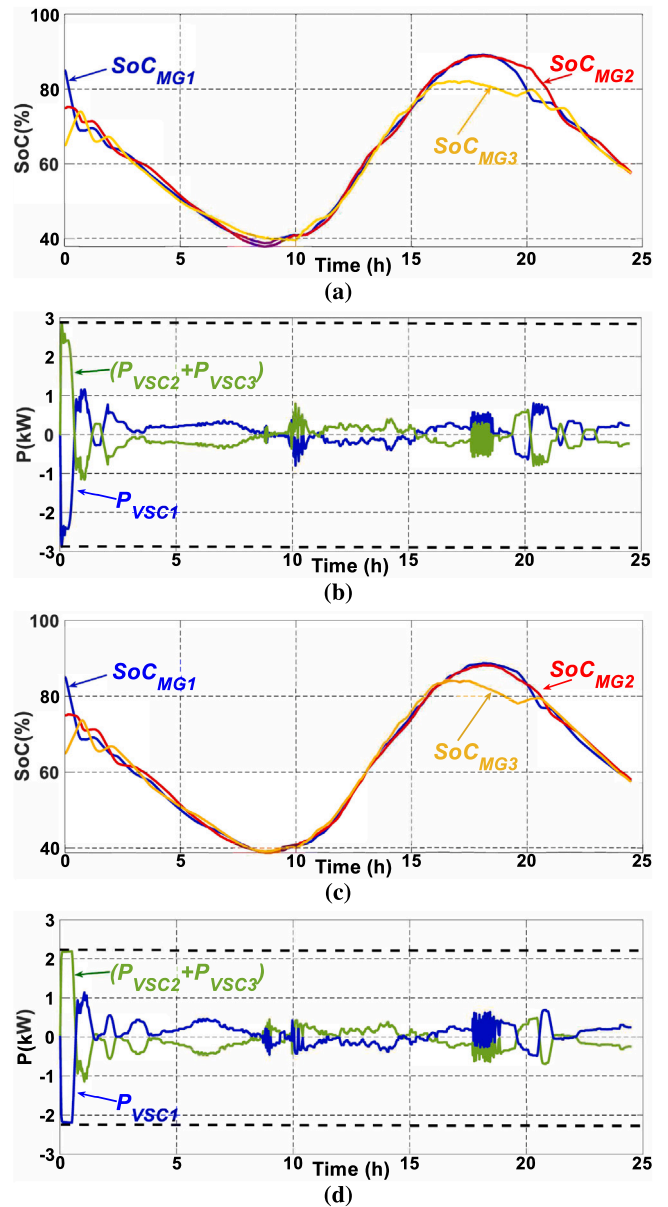 100
80
60
40
SoC(%)
SoC_MG1
SoC_MG2
SoC_MG3
0 5 10 15 20 25
Time (h)
(a)
3
2
1
0
-1
-2
-3
P(kW)
(P_VSC2+P_VSC3)
P_VSC1
0 5 10 15 20 25
Time (h)
(b)
100
80
60
40
SoC(%)
SoC_MG1
SoC_MG2
SoC_MG3
0 5 10 15 20 25
Time (h)
(c)
3
2
1
0
-1
-2
-3
P(kW)
(P_VSC2+P_VSC3)
P_VSC1
0 5 10 15 20 25
Time (h)
(d)